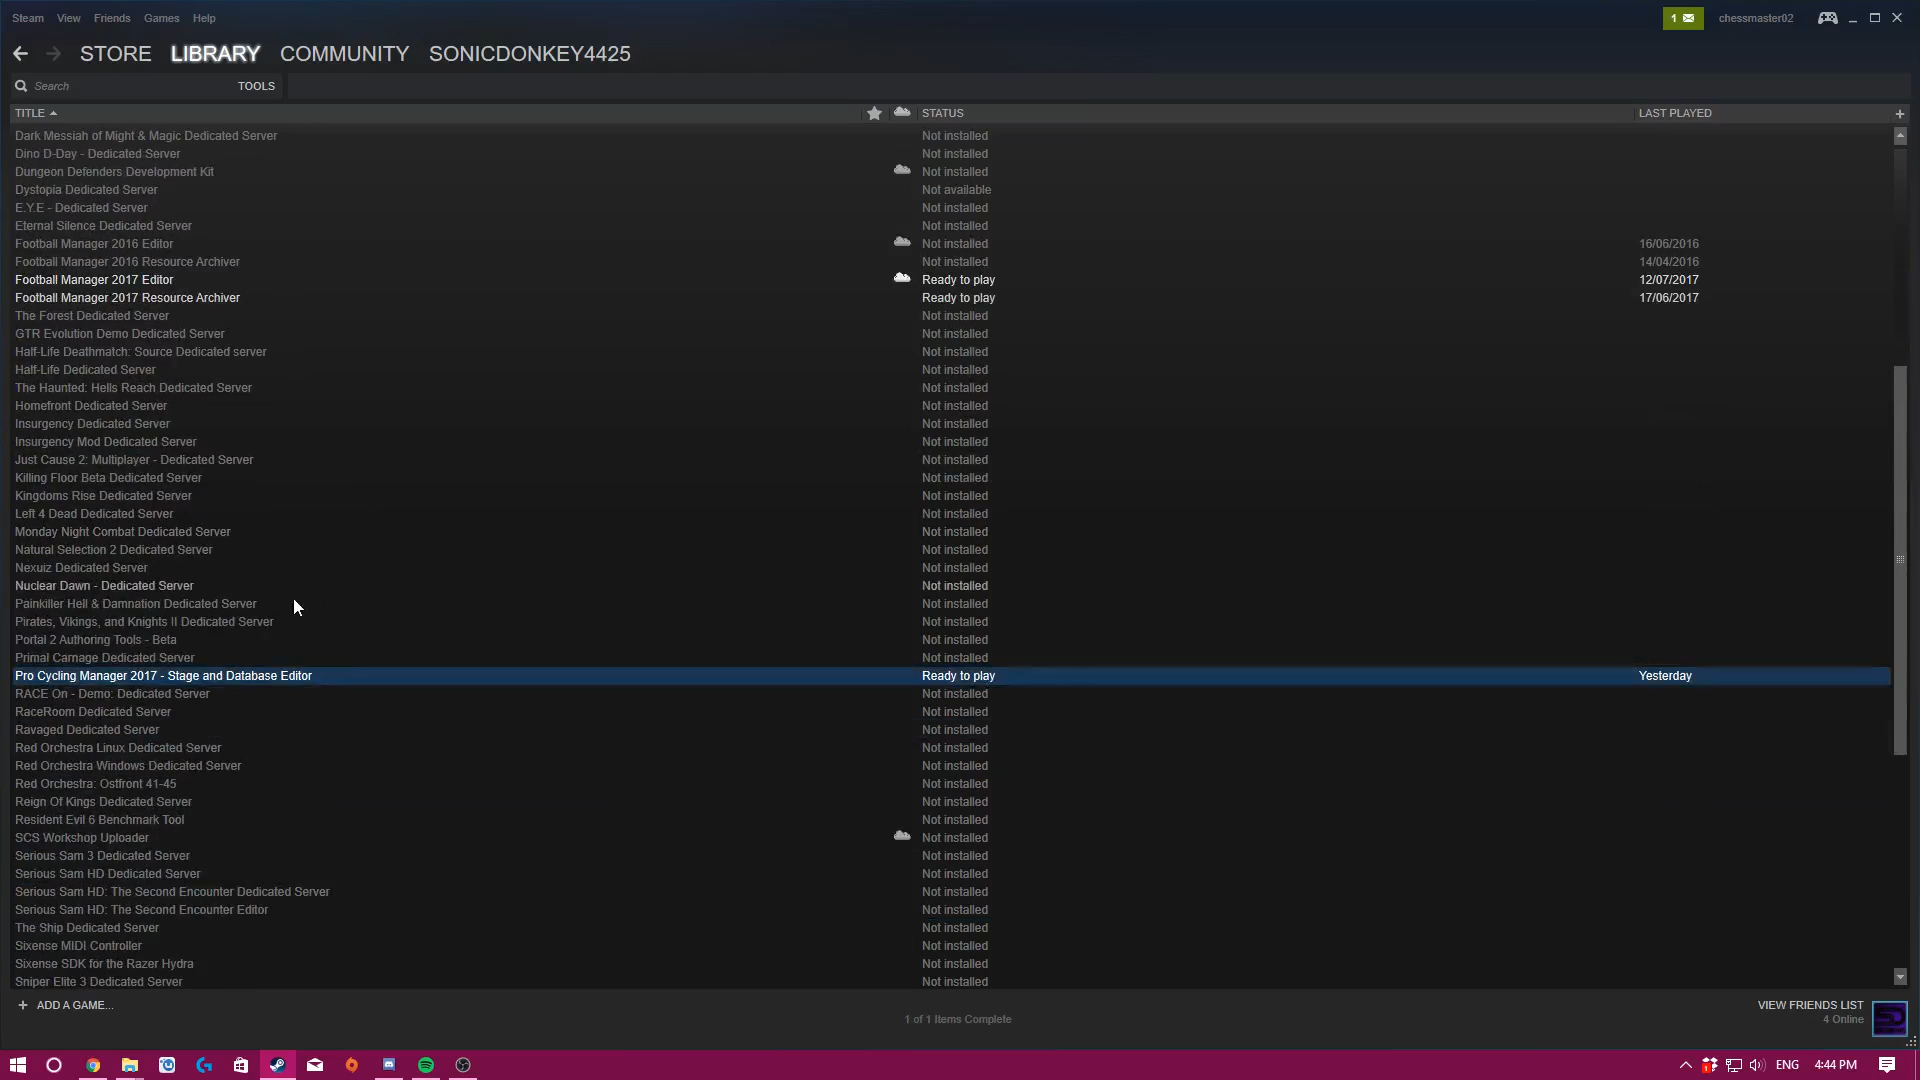 Steam View Friends Games Help 1 chessmaster02
STORE LIBRARY COMMUNITY SONICDONKEY4425
Search TOOLS
TITLE STATUS LAST PLAYED +
Dark Messiah of Might & Magic Dedicated Server Not installed
Dino D-Day - Dedicated Server Not installed
Dungeon Defenders Development Kit Not installed
Dystopia Dedicated Server Not available
E.Y.E - Dedicated Server Not installed
Eternal Silence Dedicated Server Not installed
Football Manager 2016 Editor Not installed 16/06/2016
Football Manager 2016 Resource Archiver Not installed 14/04/2016
Football Manager 2017 Editor Ready to play 12/07/2017
Football Manager 2017 Resource Archiver Ready to play 17/06/2017
The Forest Dedicated Server Not installed
GTR Evolution Demo Dedicated Server Not installed
Half-Life Deathmatch: Source Dedicated server Not installed
Half-Life Dedicated Server Not installed
The Haunted: Hells Reach Dedicated Server Not installed
Homefront Dedicated Server Not installed
Insurgency Dedicated Server Not installed
Insurgency Mod Dedicated Server Not installed
Just Cause 2: Multiplayer - Dedicated Server Not installed
Killing Floor Beta Dedicated Server Not installed
Kingdoms Rise Dedicated Server Not installed
Left 4 Dead Dedicated Server Not installed
Monday Night Combat Dedicated Server Not installed
Natural Selection 2 Dedicated Server Not installed
Nexuiz Dedicated Server Not installed
Nuclear Dawn - Dedicated Server Not installed
Painkiller Hell & Damnation Dedicated Server Not installed
Pirates, Vikings, and Knights II Dedicated Server Not installed
Portal 2 Authoring Tools - Beta Not installed
Primal Carnage Dedicated Server Not installed
Pro Cycling Manager 2017 - Stage and Database Editor Ready to play Yesterday
RACE On - Demo: Dedicated Server Not installed
RaceRoom Dedicated Server Not installed
Ravaged Dedicated Server Not installed
Red Orchestra Linux Dedicated Server Not installed
Red Orchestra Windows Dedicated Server Not installed
Red Orchestra: Ostfront 41-45 Not installed
Reign Of Kings Dedicated Server Not installed
Resident Evil 6 Benchmark Tool Not installed
SCS Workshop Uploader Not installed
Serious Sam 3 Dedicated Server Not installed
Serious Sam HD Dedicated Server Not installed
Serious Sam HD: The Second Encounter Dedicated Server Not installed
Serious Sam HD: The Second Encounter Editor Not installed
The Ship Dedicated Server Not installed
Sixense MIDI Controller Not installed
Sixense SDK for the Razer Hydra Not installed
Sniper Elite 3 Dedicated Server Not installed
+ ADD A GAME... VIEW FRIENDS LIST
1 of 1 Items Complete 4 Online
ENG 4:44 PM